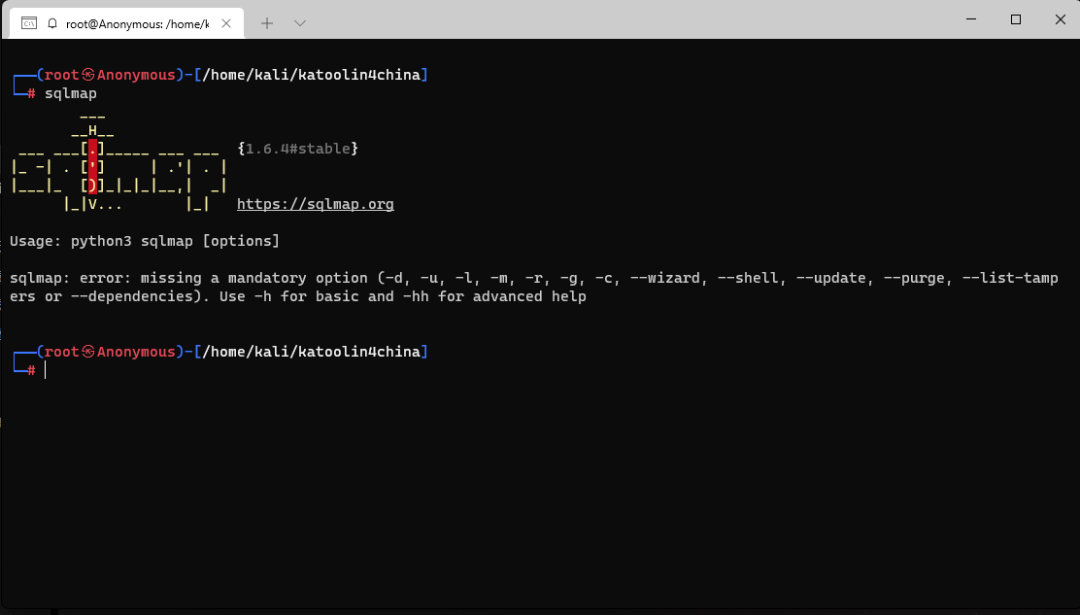 root@Anonymous: /home/k
┌──(root㉿Anonymous)-[/home/kali/katoolin4china]
└─# sqlmap
        ___
       __H__
 ___ ___[.]_____ ___ ___  {1.6.4#stable}
|_ -| . [']     | .'| . |
|___|_  [)]_|_|_|__,|  _|
      |_|V...       |_|   https://sqlmap.org
Usage: python3 sqlmap [options]
sqlmap: error: missing a mandatory option (-d, -u, -l, -m, -r, -g, -c, --wizard, --shell, --update, --purge, --list-tamp
ers or --dependencies). Use -h for basic and -hh for advanced help
┌──(root㉿Anonymous)-[/home/kali/katoolin4china]
└─#